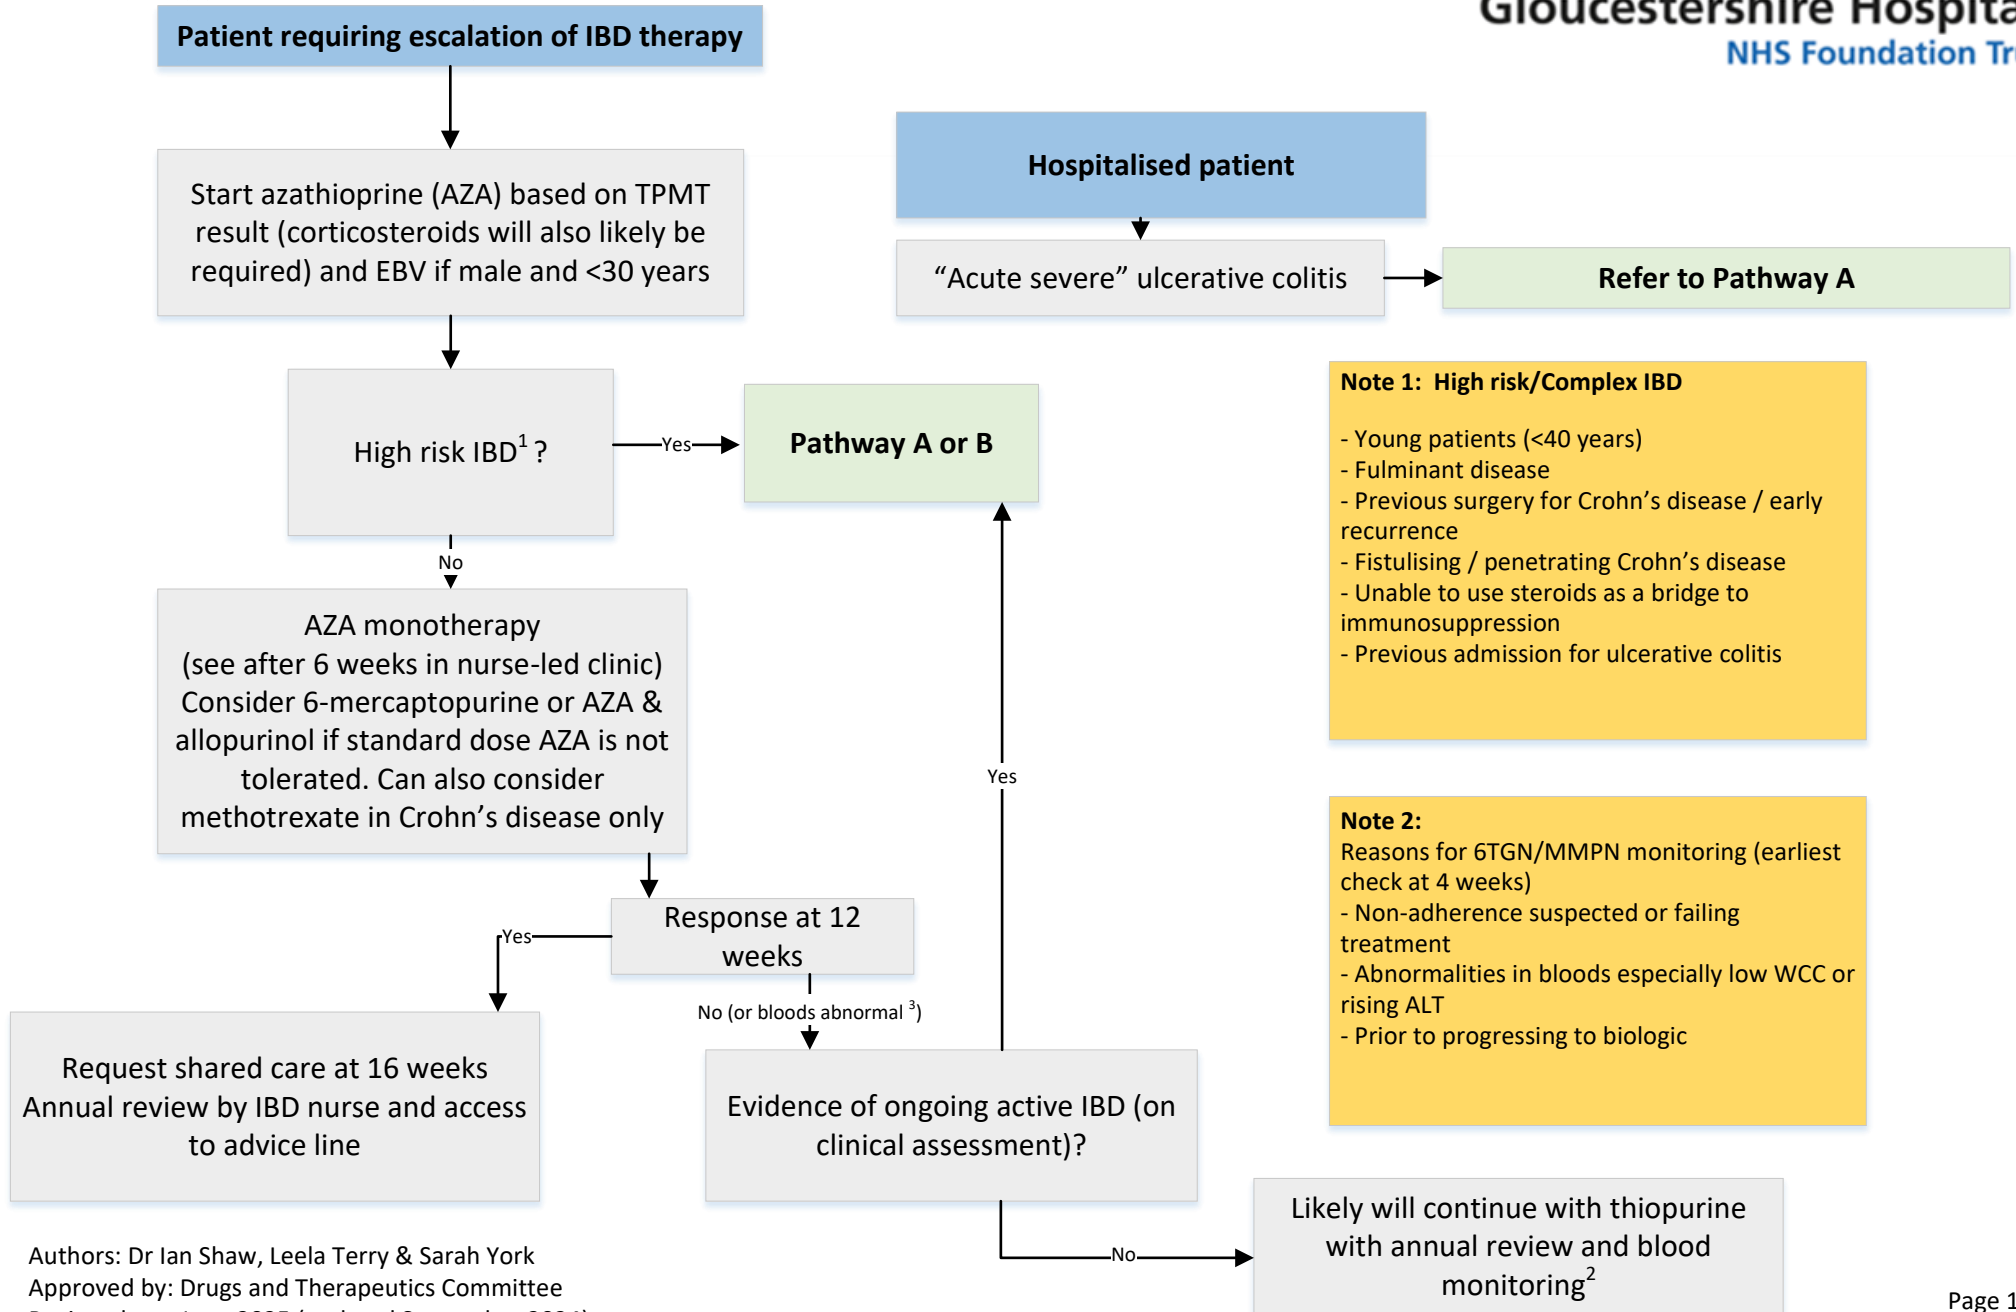 Gloucestershire Hospita
NHS Foundation Tr
Patient requiring escalation of IBD therapy
Start azathioprine (AZA) based on TPMT
result (corticosteroids will also likely be
required) and EBV if male and <30 years
Hospitalised patient
“Acute severe” ulcerative colitis
Refer to Pathway A
High risk IBD1 ?
Yes
Pathway A or B
No
AZA monotherapy
(see after 6 weeks in nurse-led clinic)
Consider 6-mercaptopurine or AZA &
allopurinol if standard dose AZA is not
tolerated. Can also consider
methotrexate in Crohn’s disease only
Response at 12
weeks
Yes
No (or bloods abnormal 3)
Yes
Request shared care at 16 weeks
Annual review by IBD nurse and access
to advice line
Evidence of ongoing active IBD (on
clinical assessment)?
No
Likely will continue with thiopurine
with annual review and blood
monitoring2
Note 1:  High risk/Complex IBD
- Young patients (<40 years)
- Fulminant disease
- Previous surgery for Crohn’s disease / early
recurrence
- Fistulising / penetrating Crohn’s disease
- Unable to use steroids as a bridge to
immunosuppression
- Previous admission for ulcerative colitis
Note 2:
Reasons for 6TGN/MMPN monitoring (earliest
check at 4 weeks)
- Non-adherence suspected or failing
treatment
- Abnormalities in bloods especially low WCC or
rising ALT
- Prior to progressing to biologic
Authors: Dr Ian Shaw, Leela Terry & Sarah York
Approved by: Drugs and Therapeutics Committee
Page 1